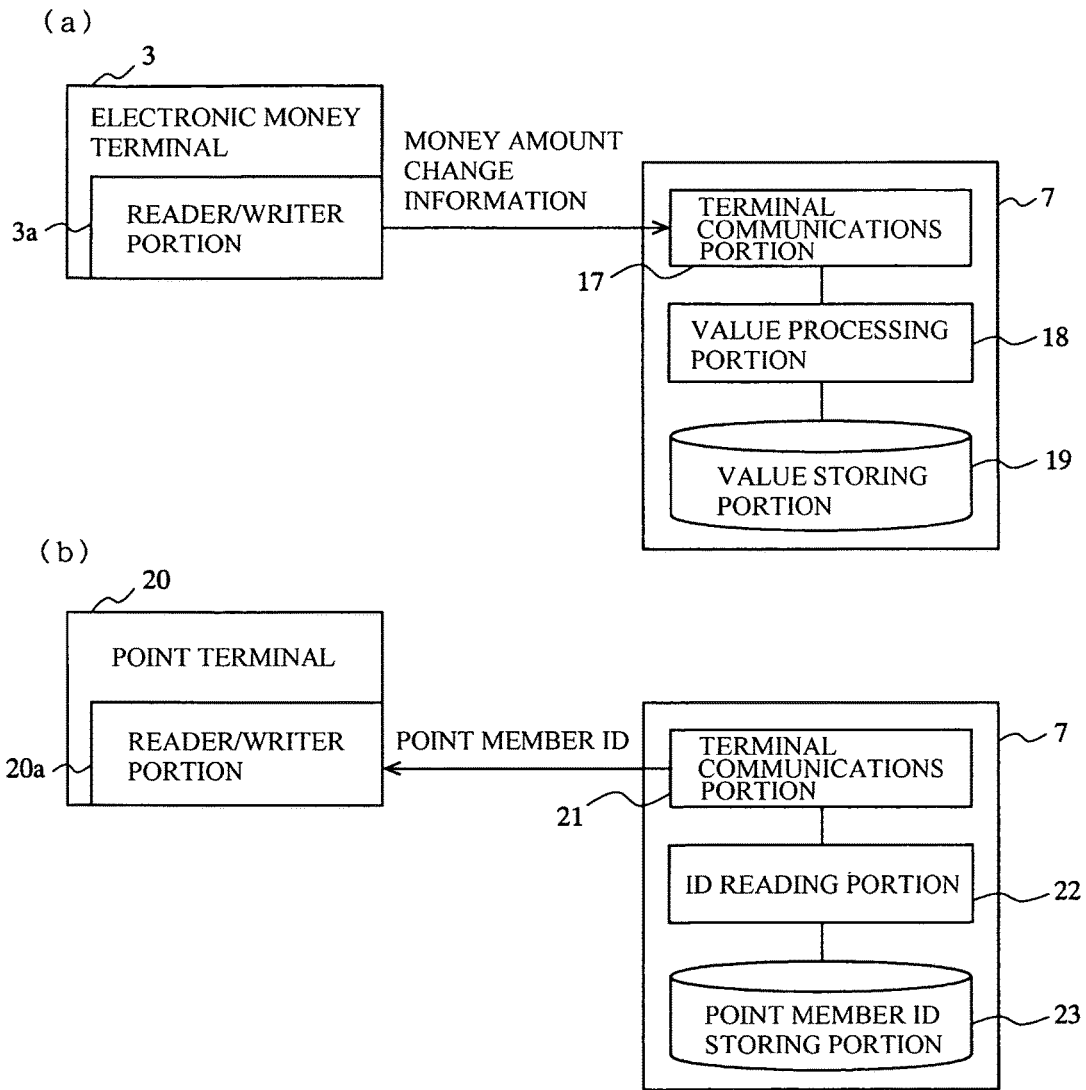 (a)
3
ELECTRONIC MONEY
TERMINAL
3a
READER/WRITER
PORTION
MONEY AMOUNT
CHANGE
INFORMATION
7
TERMINAL
COMMUNICATIONS
PORTION
17
VALUE PROCESSING
PORTION
18
VALUE STORING
PORTION
19
(b)
20
POINT TERMINAL
20a
READER/WRITER
PORTION
POINT MEMBER ID
7
TERMINAL
COMMUNICATIONS
PORTION
21
ID READING PORTION
22
POINT MEMBER ID
STORING PORTION
23